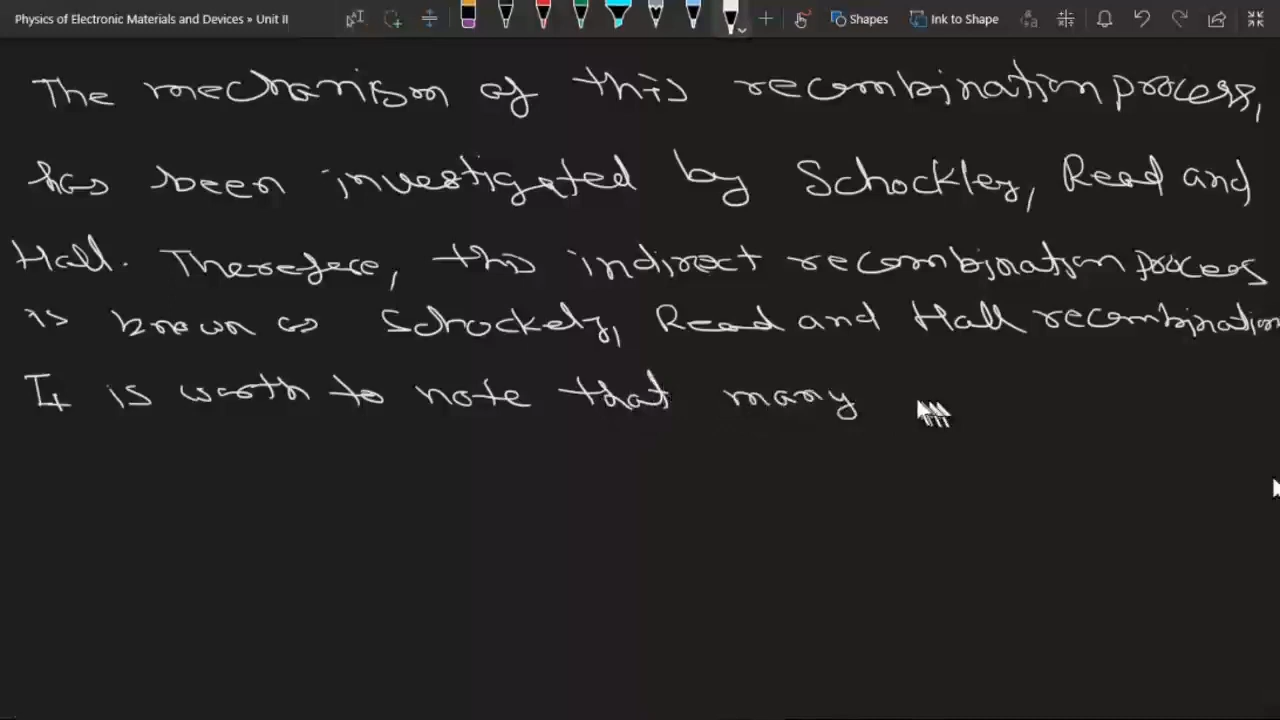 Physics of Electronic Materials and Devices » Unit II
Shapes
Ink to Shape
The mechanism of this recombination process,
has been investigated by Schockley, Read and
Hall. Therefore, this indirect recombination process
is known as Schockely, Read and Hall recombination
It is worth to note that many